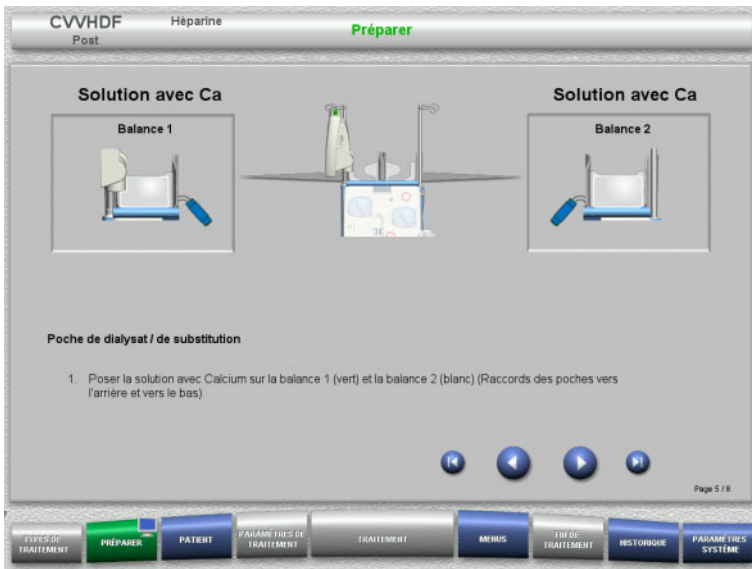 CVVHDF
Héparine
Préparer
Post
Solution avec Ca
Solution avec Ca
Balance 1
Balance 2
Poche de dialysat / de substitution
1. Poser la solution avec Calcium sur la balance 1 (vert) et la balance 2 (blanc) (Raccords des poches vers
l'arrière et vers le bas)
Page 5 / 8
TYPES DE
TRAITEMENT
PRÉPARER
PATIENT
PARAMÈTRES DE
TRAITEMENT
TRAITEMENT
MENUS
FIN DE
TRAITEMENT
HISTORIQUE
PARAMÈTRES
SYSTÈME